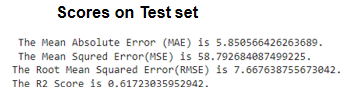 Scores on Test set
The Mean Absolute Error (MAE) is 5.850566426263689.
The Mean Squred Error(MSE) is 58.792684087499225.
The Root Mean Squared Error(RMSE) is 7.667638755673042.
The R2 Score is 0.61723035952942.